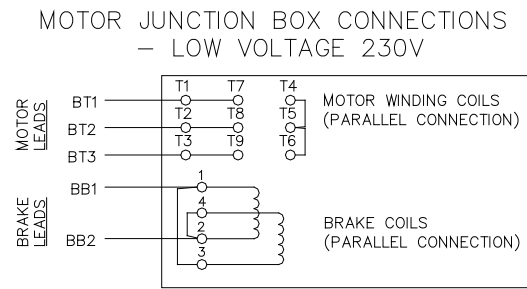 MOTOR JUNCTION BOX CONNECTIONS
– LOW VOLTAGE 230V
MOTOR
LEADS
BT1
BT2
BT3
T1 T7 T4
T2 T8 T5
T3 T9 T6
MOTOR WINDING COILS
(PARALLEL CONNECTION)
BRAKE
LEADS
BB1
BB2
1
4
2
3
BRAKE COILS
(PARALLEL CONNECTION)